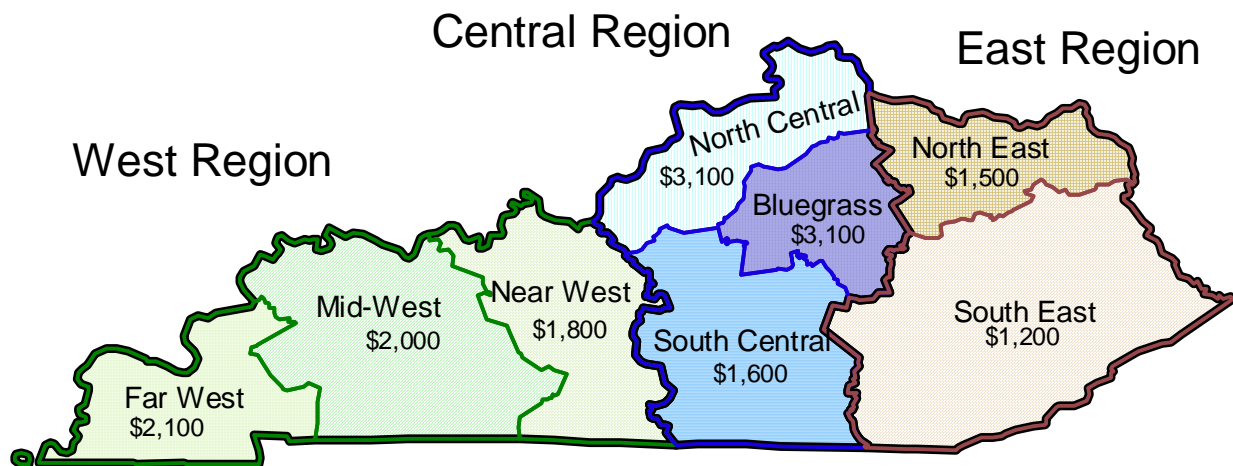 Central Region
East Region
West Region
North Central
$3,100
North East
$1,500
Bluegrass
$3,100
Near West
$1,800
Mid-West
$2,000
South East
$1,200
South Central
$1,600
Far West
$2,100